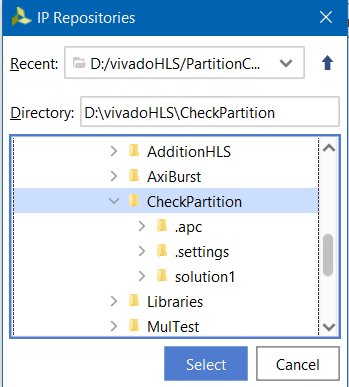 IP Repositories
Recent: D:/vivadoHLS/PartitionC...
Directory: D:\vivadoHLS\CheckPartition
AdditionHLS
AxiBurst
CheckPartition
.apc
.settings
solution1
Libraries
MulTest
Select Cancel